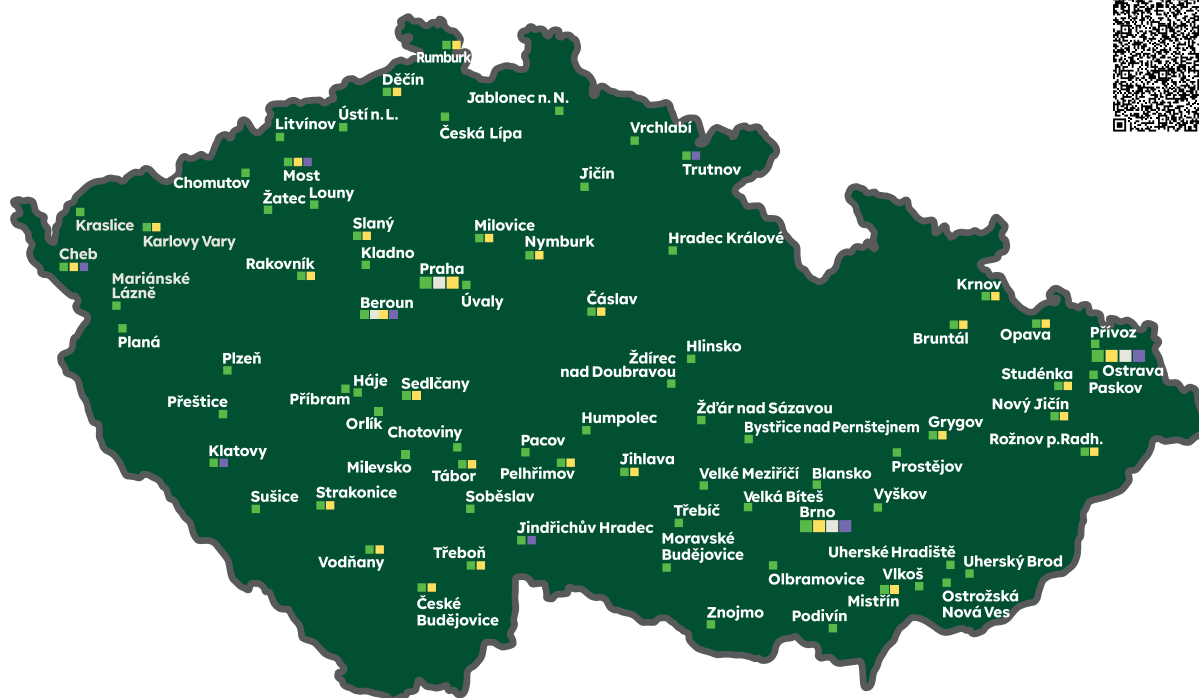 Rumburk
Děčín
Jablonec n. N.
Ústí n. L.
Litvínov
Česká Lípa
Vrchlabí
Most
Trutnov
Chomutov
Jičín
Žatec
Louny
Kraslice
Slaný
Milovice
Karlovy Vary
Nymburk
Hradec Králové
Cheb
Kladno
Rakovník
Praha
Mariánské
Lázně
Krnov
Beroun
Úvaly
Čáslav
Planá
Bruntál
Opava
Přívoz
Hlinsko
Plzeň
Ždírec
nad Doubravou
Ostrava
Studénka
Paskov
Háje
Sedlčany
Příbram
Přeštice
Nový Jičín
Žďár nad Sázavou
Orlík
Humpolec
Grygov
Bystřice nad Pernštejnem
Chotoviny
Pacov
Rožnov p.Radh.
Klatovy
Jihlava
Milevsko
Prostějov
Tábor
Pelhřimov
Velké Meziříčí
Blansko
Sušice
Strakonice
Soběslav
Velká Bíteš
Vyškov
Třebíč
Brno
Jindřichův Hradec
Moravské
Budějovice
Uherské Hradiště
Vodňany
Třeboň
Uherský Brod
Olbramovice
Vlkoš
Mistřín
Ostrožská
Nová Ves
České
Budějovice
Znojmo
Podivín